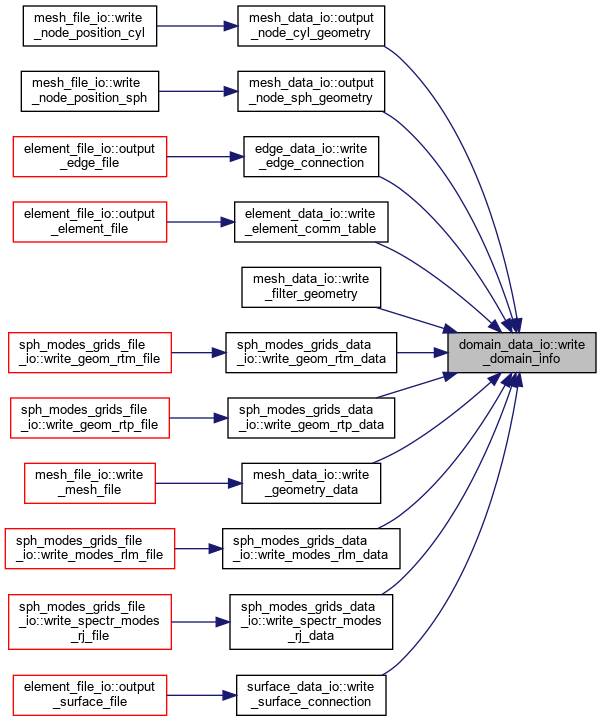 mesh_file_io::write
_node_position_cyl
mesh_data_io::output
_node_cyl_geometry
mesh_file_io::write
_node_position_sph
mesh_data_io::output
_node_sph_geometry
element_file_io::output
_edge_file
edge_data_io::write
_edge_connection
element_file_io::output
_element_file
element_data_io::write
_element_comm_table
mesh_data_io::write
_filter_geometry
domain_data_io::write
_domain_info
sph_modes_grids_file
_io::write_geom_rtm_file
sph_modes_grids_data
_io::write_geom_rtm_data
sph_modes_grids_file
_io::write_geom_rtp_file
sph_modes_grids_data
_io::write_geom_rtp_data
mesh_file_io::write
_mesh_file
mesh_data_io::write
_geometry_data
sph_modes_grids_file
_io::write_modes_rlm_file
sph_modes_grids_data
_io::write_modes_rlm_data
sph_modes_grids_file
_io::write_spectr_modes
_rj_file
sph_modes_grids_data
_io::write_spectr_modes
_rj_data
element_file_io::output
_surface_file
surface_data_io::write
_surface_connection